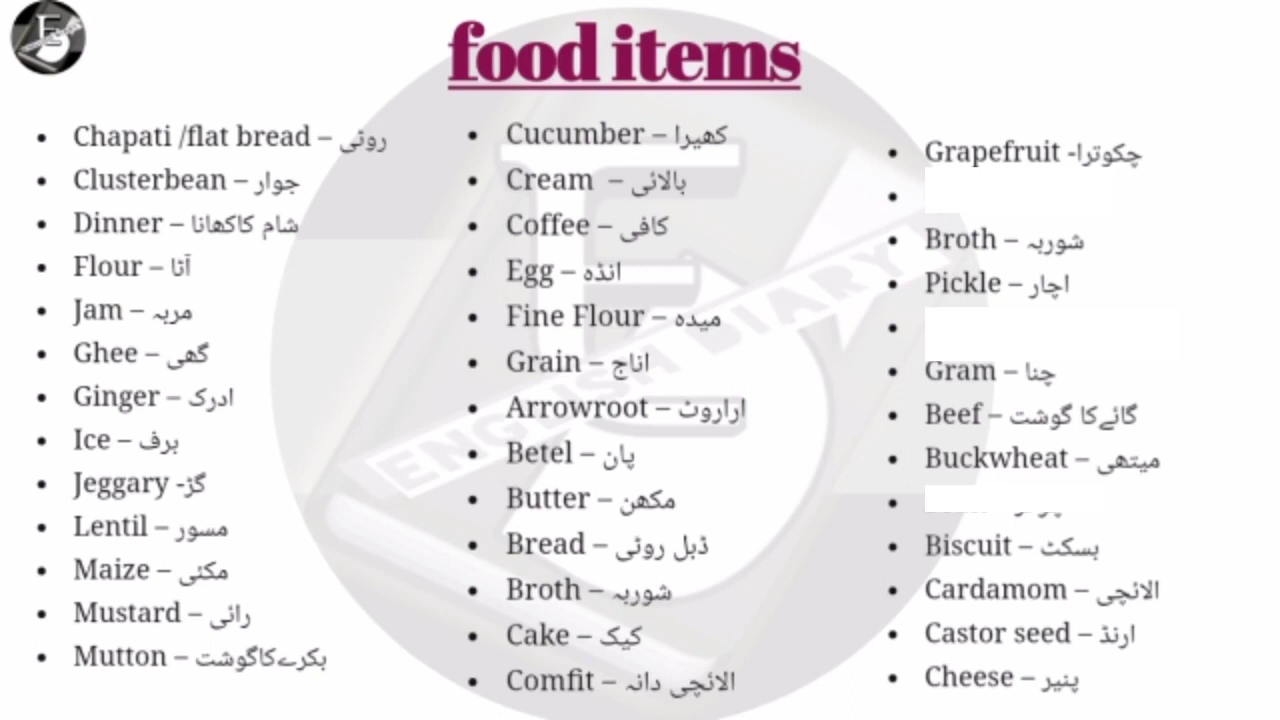 food items
• Chapati /flat bread – روٹی
• Clusterbean – جوار
• Dinner – شام کاکھانا
• Flour – آٹا
• Jam – مربہ
• Ghee – گھی
• Ginger – ادرک
• Ice – برف
• Jeggary -گڑ
• Lentil – مسور
• Maize – مکئی
• Mustard – رائی
• Mutton – بکرےکاگوشت
• Cucumber – کھیرا
• Cream – بالائی
• Coffee – کافی
• Egg – انڈہ
• Fine Flour – میدہ
• Grain – اناج
• Arrowroot – اراروٹ
• Betel – پان
• Butter – مکھن
• Bread – ڈبل روٹی
• Broth – شوربہ
• Cake – کیک
• Comfit – الائچی دانہ
• Grapefruit -چکوترا
•
• Broth – شوربہ
• Pickle – اچار
•
• Gram – چنا
• Beef – گائےکا گوشت
• Buckwheat – میتھی
•
• Biscuit – بسکٹ
• Cardamom – الائچی
• Castor seed – ارنڈ
• Cheese – پنیر
E
ENGLISH DIARY